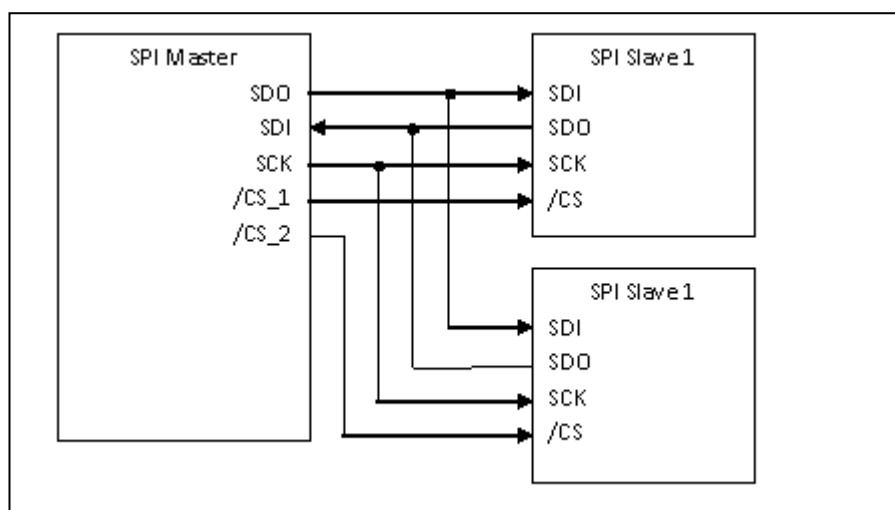 SPI Master
SDO
SDI
SCK
/CS_1
/CS_2
SPI Slave1
SDI
SDO
SCK
/CS
SPI Slave1
SDI
SDO
SCK
/CS